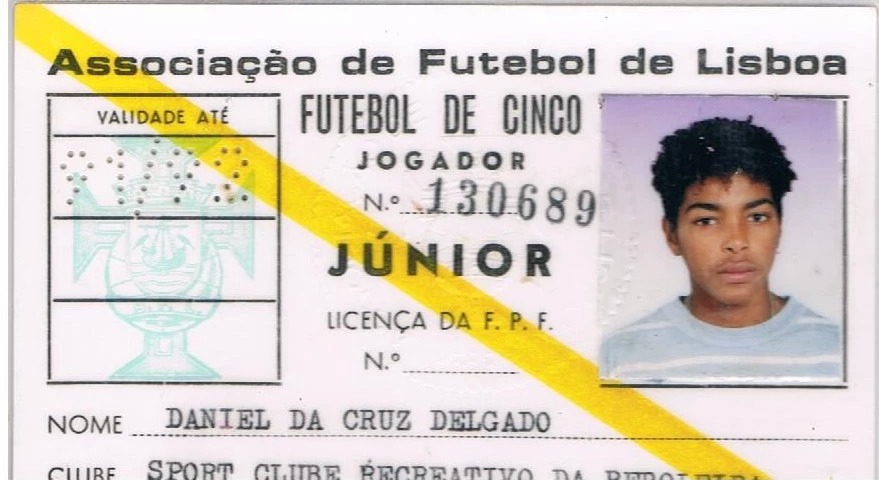 Associação de Futebol de Lisboa
VALIDADE ATÉ
FUTEBOL DE CINCO
JOGADOR
N.º 130689
JÚNIOR
LICENÇA DA F. P. F.
N.º
NOME DANIEL DA CRUZ DELGADO
CLUBE SPORT CLUBE RECREATIVO DA REBOLEIRA